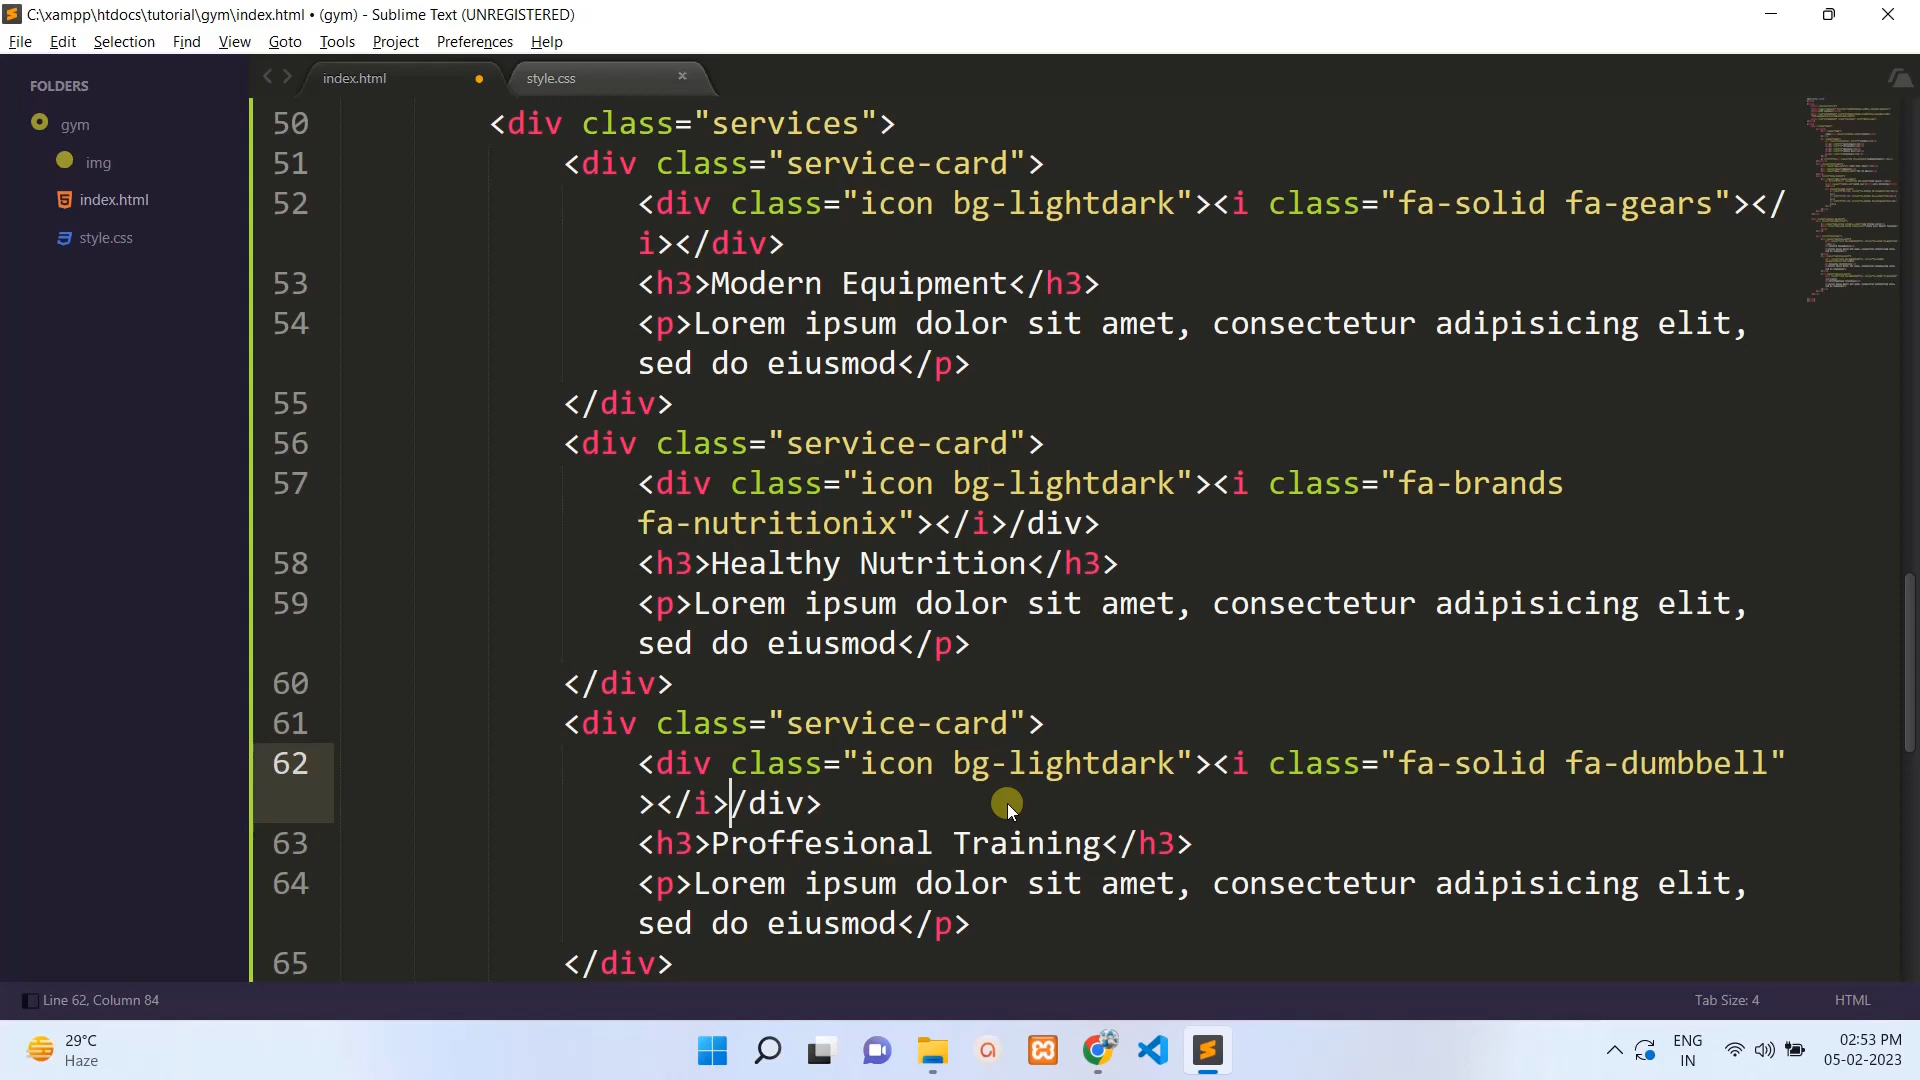 C:\xampp\htdocs\tutorial\gym\index.html • (gym) - Sublime Text (UNREGISTERED)
File Edit Selection Find View Goto Tools Project Preferences Help
FOLDERS
gym
img
index.html
style.css
index.html
style.css
50 <div class="services">
51 <div class="service-card">
52 <div class="icon bg-lightdark"><i class="fa-solid fa-gears"></
i></div>
53 <h3>Modern Equipment</h3>
54 <p>Lorem ipsum dolor sit amet, consectetur adipisicing elit,
sed do eiusmod</p>
55 </div>
56 <div class="service-card">
57 <div class="icon bg-lightdark"><i class="fa-brands
fa-nutritionix"></i>/div>
58 <h3>Healthy Nutrition</h3>
59 <p>Lorem ipsum dolor sit amet, consectetur adipisicing elit,
sed do eiusmod</p>
60 </div>
61 <div class="service-card">
62 <div class="icon bg-lightdark"><i class="fa-solid fa-dumbbell"
></i>/div>
63 <h3>Proffesional Training</h3>
64 <p>Lorem ipsum dolor sit amet, consectetur adipisicing elit,
sed do eiusmod</p>
65 </div>
Line 62, Column 84
Tab Size: 4
HTML
29°C
Haze
ENG
IN
02:53 PM
05-02-2023